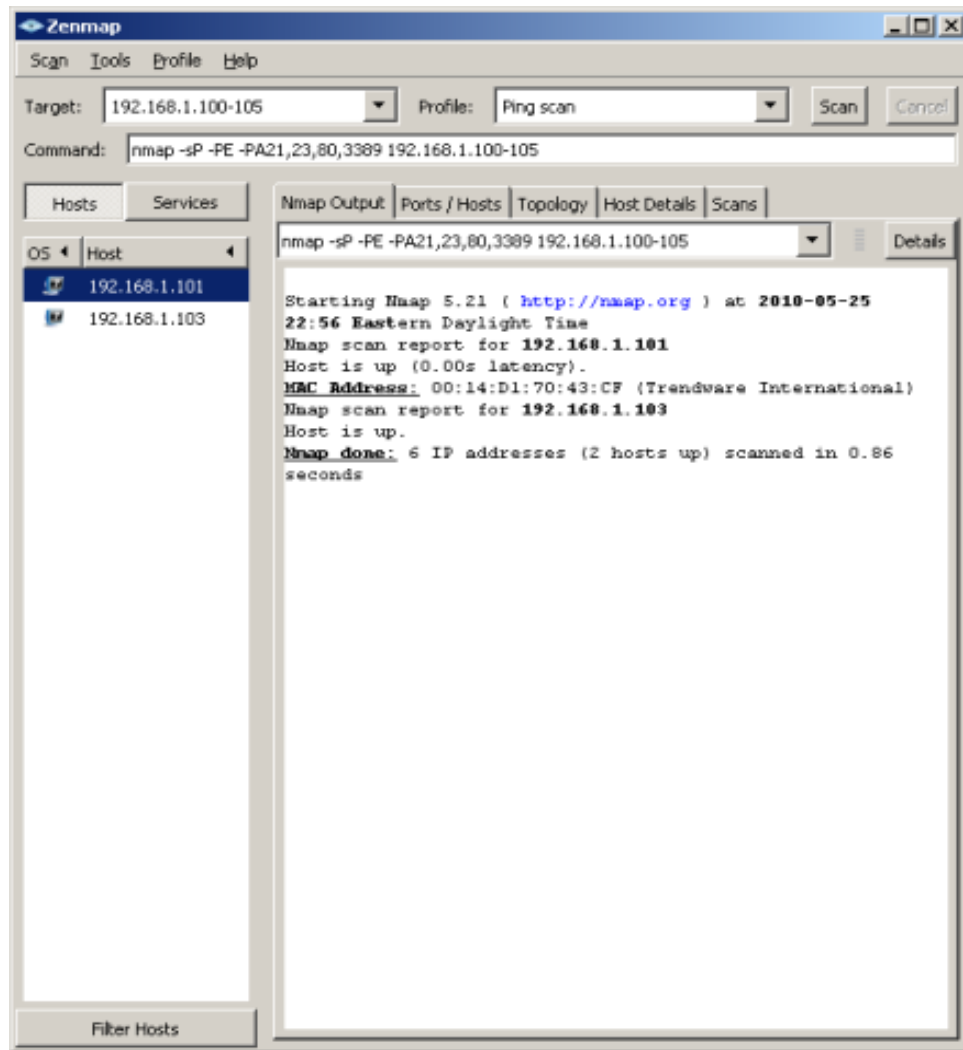 Zenmap
Scan Tools Profile Help
Target: 192.168.1.100-105 Profile: Ping scan Scan Cancel
Command: nmap -sP -PE -PA21,23,80,3389 192.168.1.100-105
Hosts Services
OS Host
192.168.1.101
192.168.1.103
Filter Hosts
Nmap Output Ports / Hosts Topology Host Details Scans
nmap -sP -PE -PA21,23,80,3389 192.168.1.100-105 Details
Starting Nmap 5.21 ( http://nmap.org ) at 2010-05-25
22:56 Eastern Daylight Time
Nmap scan report for 192.168.1.101
Host is up (0.00s latency).
MAC Address: 00:14:D1:70:43:CF (Trendware International)
Nmap scan report for 192.168.1.103
Host is up.
Nmap done: 6 IP addresses (2 hosts up) scanned in 0.86
seconds